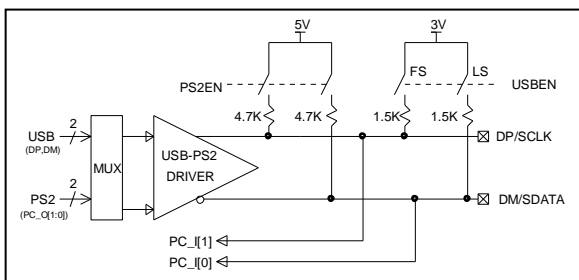 5V
3V
FS
LS
PS2EN
USBEN
4.7K
4.7K
1.5K
1.5K
2
USB
(DP,DM)
MUX
USB-PS2
DRIVER
DP/SCLK
2
PS2
(PC_O[1:0])
DM/SDATA
PC_I[1]
PC_I[0]